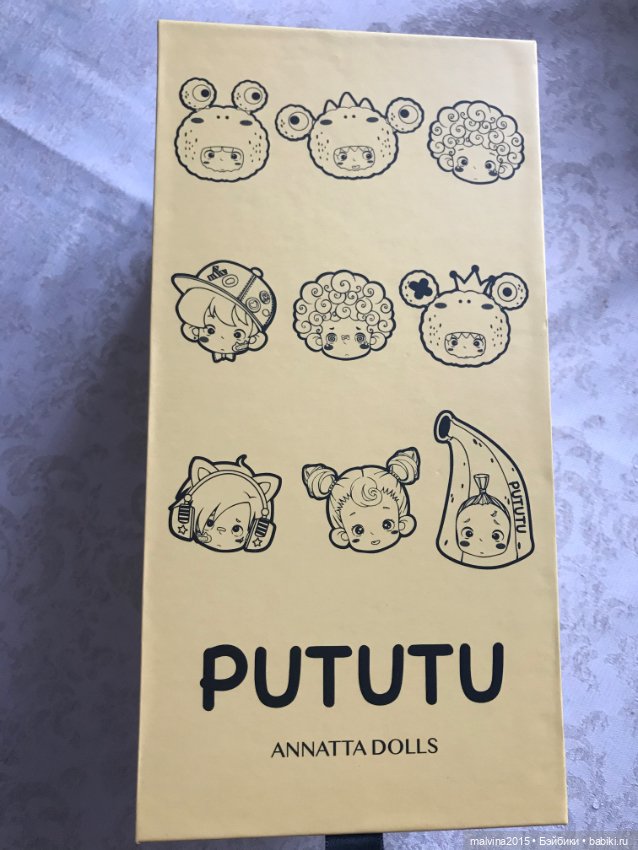 PUTUTU
PUTUTU
ANNATTA DOLLS
malvina2015 • Бэйбики • babiki.ru